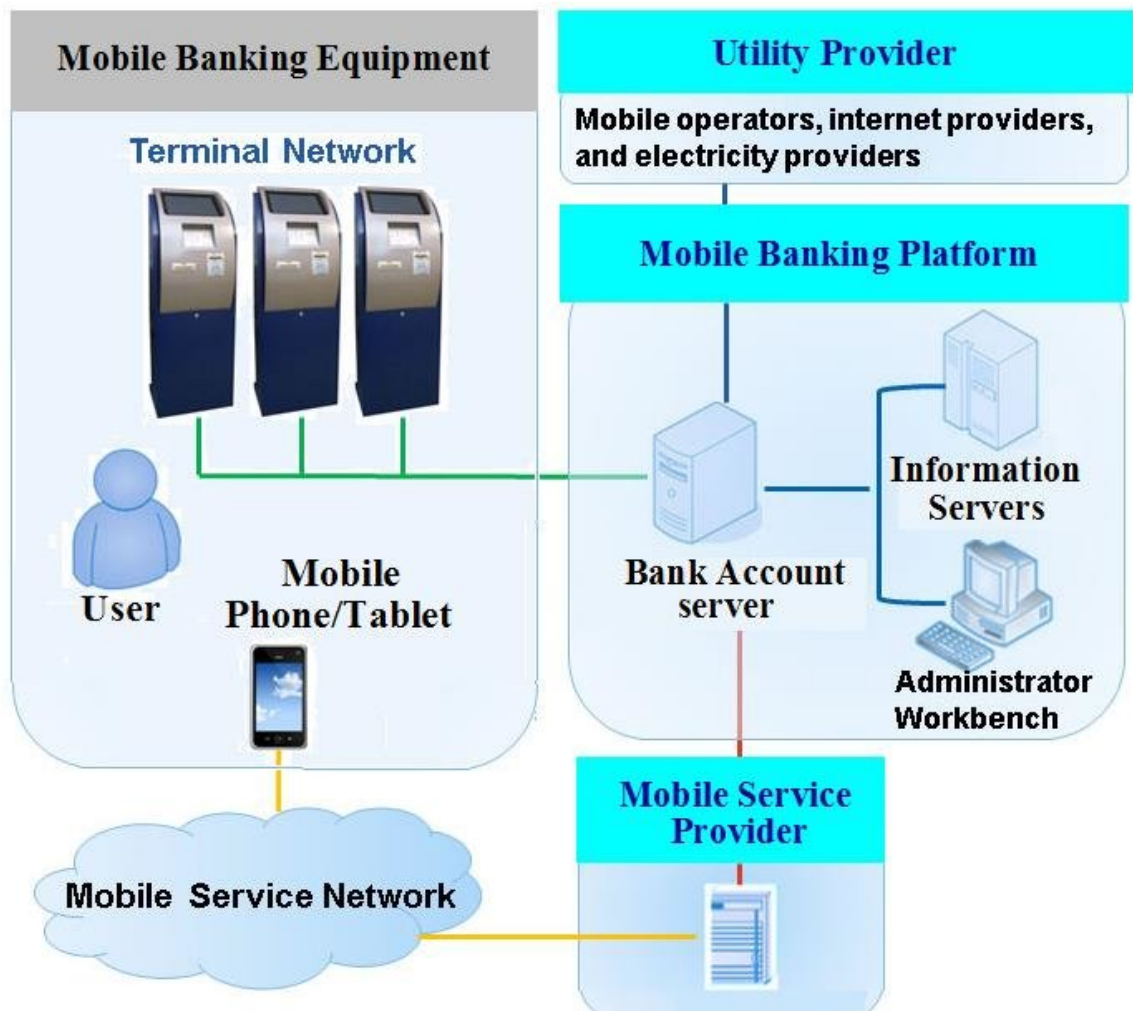 Mobile Banking Equipment
Terminal Network
User
Mobile
Phone/Tablet
Mobile Service Network
Utility Provider
Mobile operators, internet providers,
and electricity providers
Mobile Banking Platform
Information
Servers
Bank Account
server
Administrator
Workbench
Mobile Service
Provider